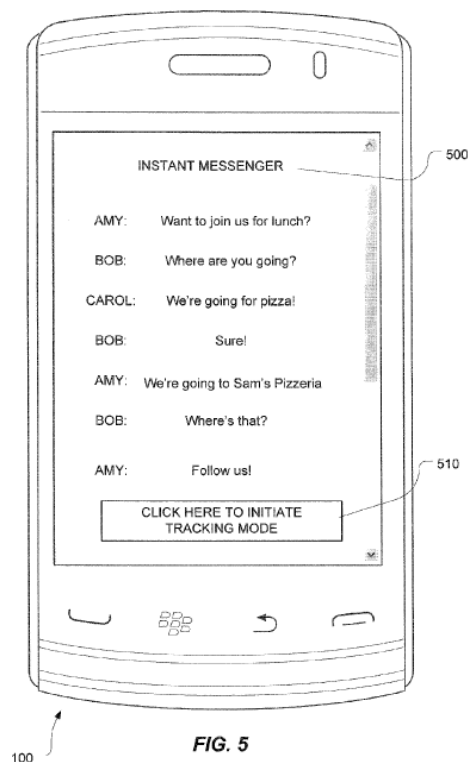 INSTANT MESSENGER
500
AMY: Want to join us for lunch?
BOB: Where are you going?
CAROL: We're going for pizza!
BOB: Sure!
AMY: We're going to Sam's Pizzeria
BOB: Where's that?
AMY: Follow us!
510
CLICK HERE TO INITIATE
TRACKING MODE
100
FIG. 5